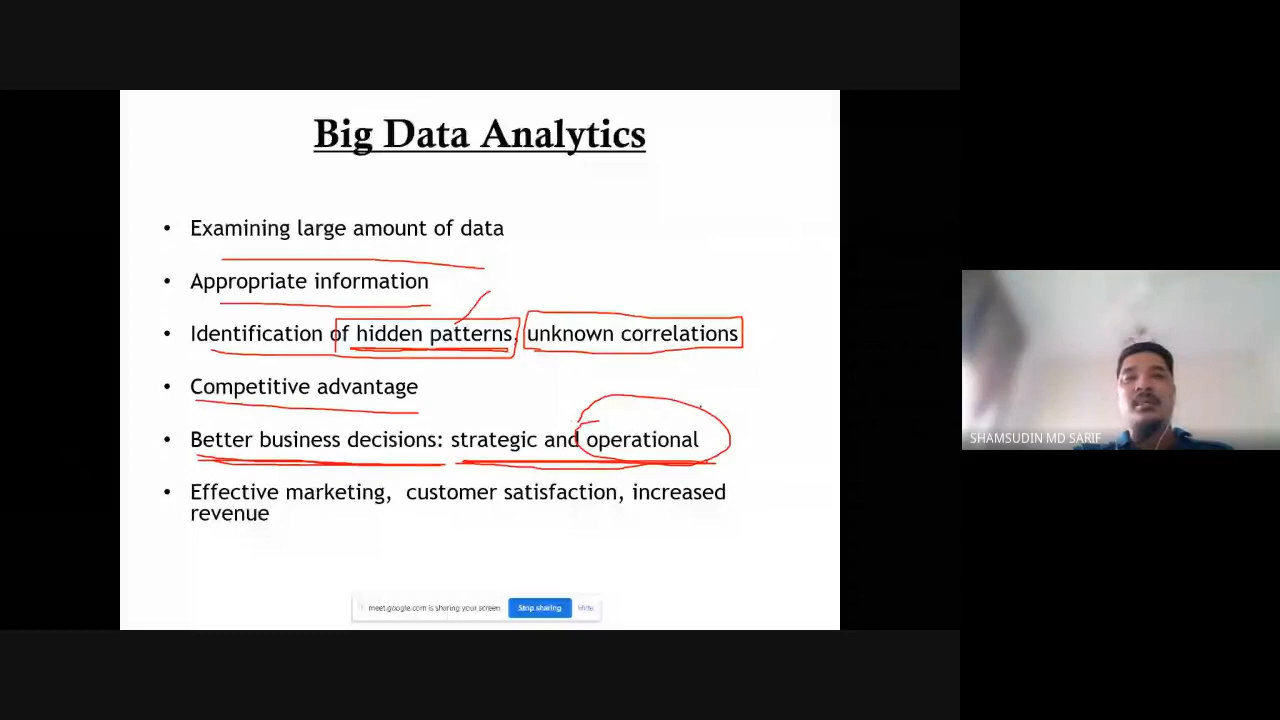 Big Data Analytics
• Examining large amount of data
• Appropriate information
• Identification of hidden patterns, unknown correlations
• Competitive advantage
• Better business decisions: strategic and operational
• Effective marketing,  customer satisfaction, increased
revenue
meet.google.com is sharing your screen Stop sharing Hide
SHAMSUDIN MD SARIF